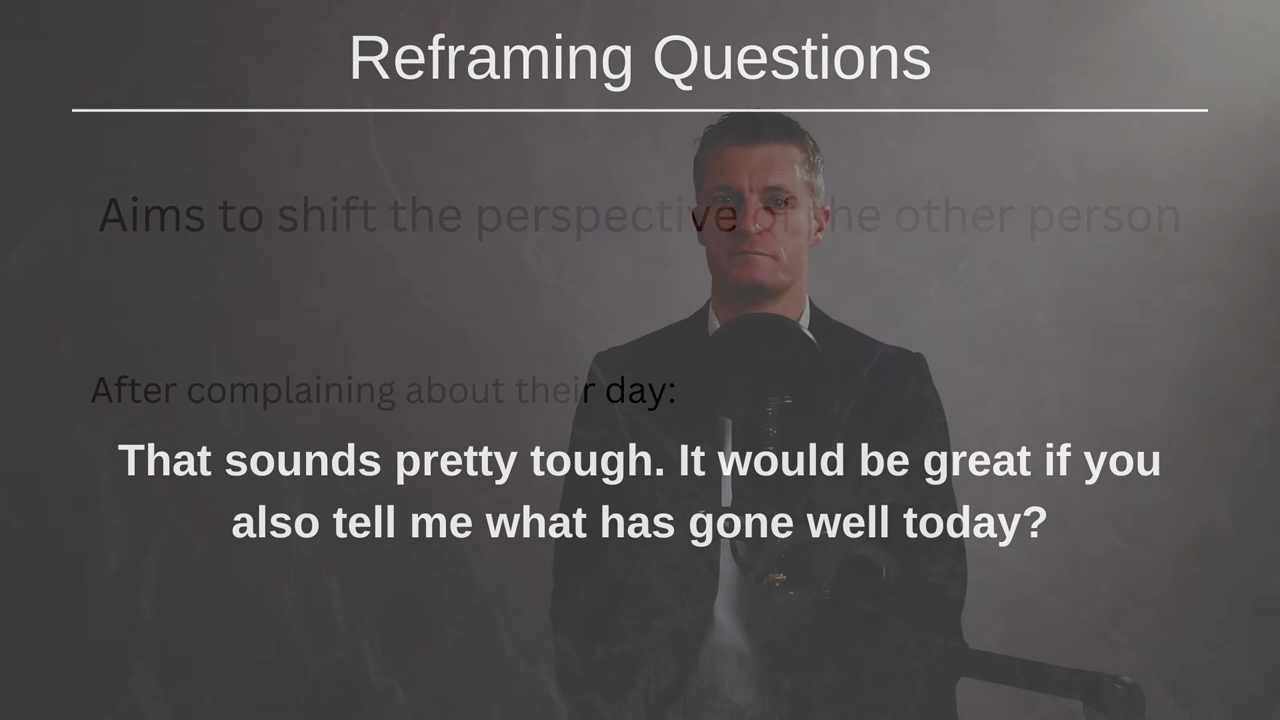 Reframing Questions
Aims to shift the perspective of the other person
After complaining about their day:
That sounds pretty tough. It would be great if you
also tell me what has gone well today?